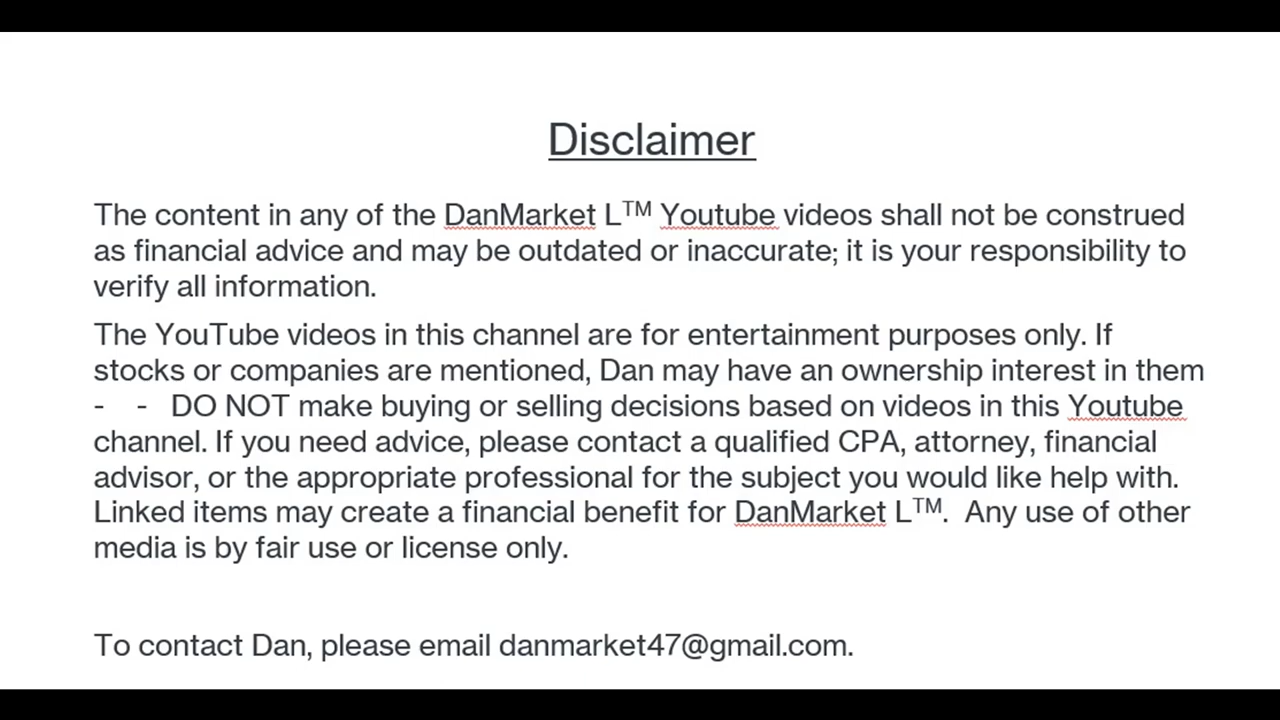 Disclaimer
The content in any of the DanMarket L™ Youtube videos shall not be construed
as financial advice and may be outdated or inaccurate; it is your responsibility to
verify all information.
The YouTube videos in this channel are for entertainment purposes only. If
stocks or companies are mentioned, Dan may have an ownership interest in them
- - DO NOT make buying or selling decisions based on videos in this Youtube
channel. If you need advice, please contact a qualified CPA, attorney, financial
advisor, or the appropriate professional for the subject you would like help with.
Linked items may create a financial benefit for DanMarket L™. Any use of other
media is by fair use or license only.
To contact Dan, please email danmarket47@gmail.com.